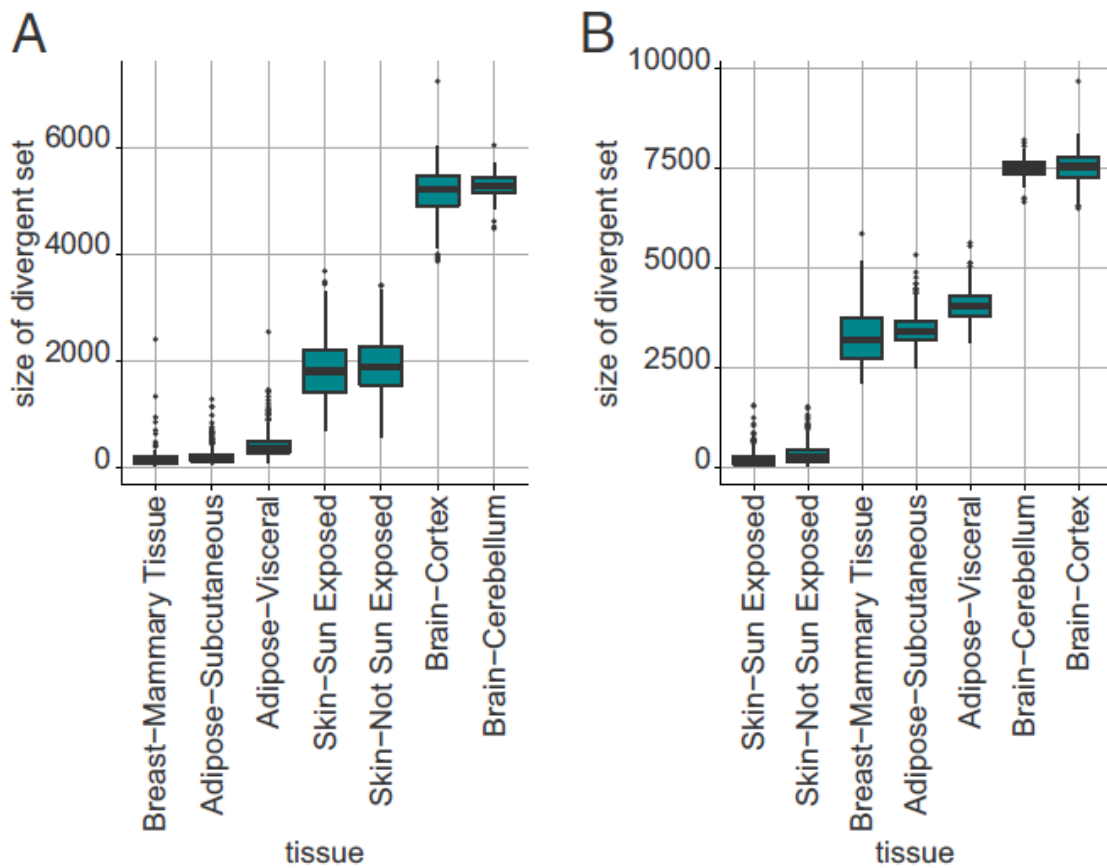 A
size of divergent set
6000
4000
2000
0
Breast-Mammary Tissue
Adipose-Subcutaneous
Adipose-Visceral
Skin-Sun Exposed
Skin-Not Sun Exposed
Brain-Cortex
Brain-Cerebellum
tissue
B
size of divergent set
10000
7500
5000
2500
0
Skin-Sun Exposed
Skin-Not Sun Exposed
Breast-Mammary Tissue
Adipose-Subcutaneous
Adipose-Visceral
Brain-Cerebellum
Brain-Cortex
tissue